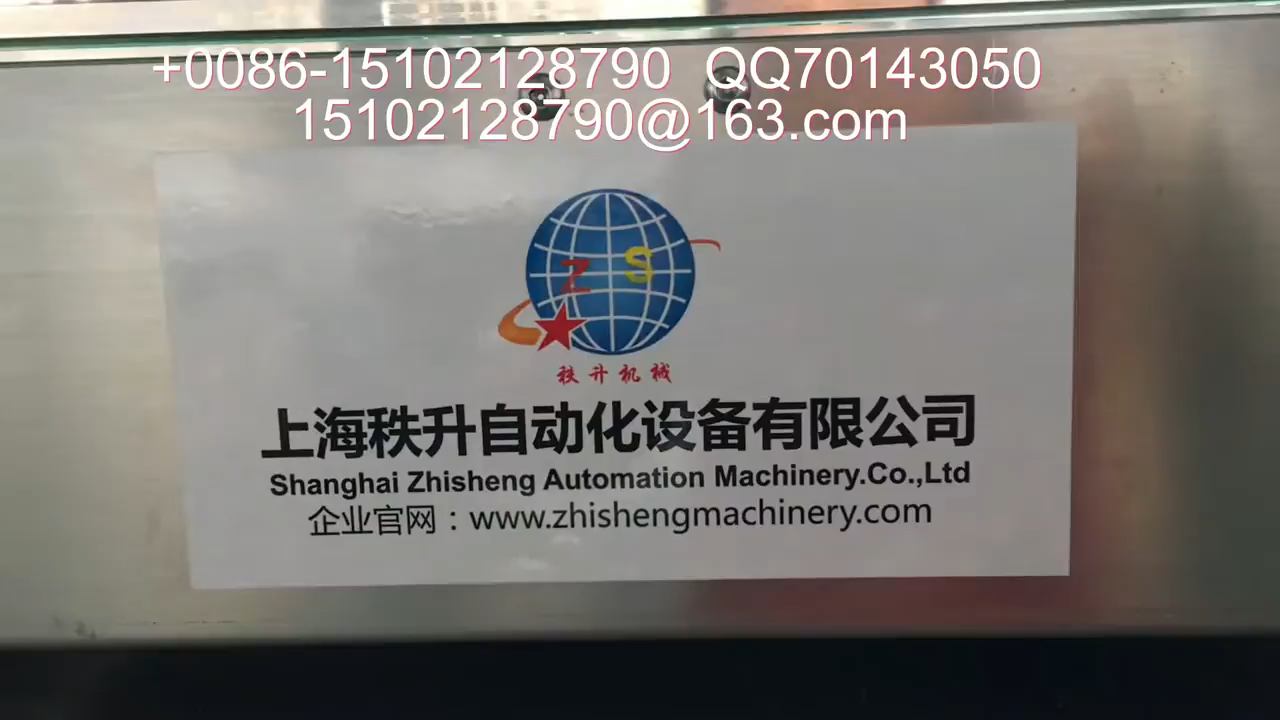 +0086-15102128790 QQ70143050
15102128790@163.com
Z S
秩升机械
上海秩升自动化设备有限公司
Shanghai Zhisheng Automation Machinery.Co.,Ltd
企业官网：www.zhishengmachinery.com